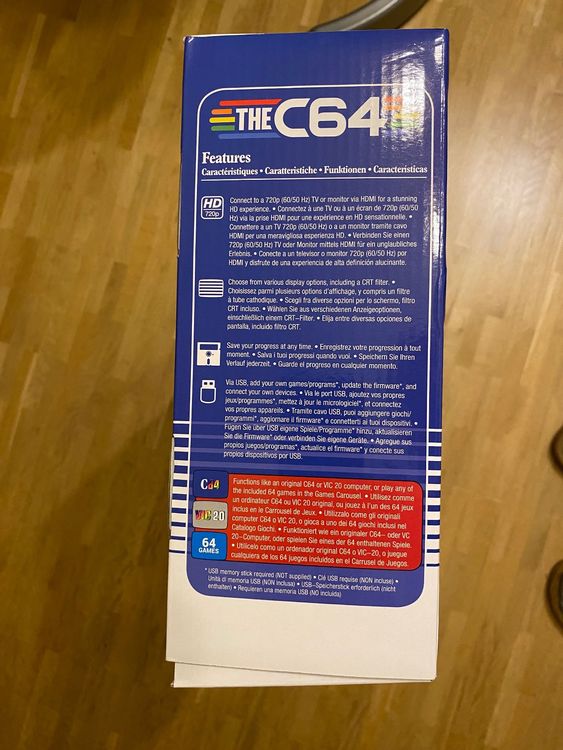 THE C64
Features
Caractéristiques • Caratteristiche • Funktionen • Características
HD
720p
Connect to a 720p (60/50 Hz) TV or monitor via HDMI for a stunning
HD experience. • Connectez à une TV ou à un écran de 720p (60/50
Hz) via la prise HDMI pour une expérience en HD sensationnelle. •
Connettere a un TV 720p (60/50 Hz) o a un monitor tramite cavo
HDMI per una meravigliosa esperienza HD. • Verbinden Sie einen
720p (60/50 Hz) TV oder Monitor mittels HDMI für ein unglaubliches
Erlebnis. • Conecte a un televisor o monitor 720p (60/50 Hz) por
HDMI y disfrute de una experiencia de alta definición alucinante.
Choose from various display options, including a CRT filter. •
Choisissez parmi plusieurs options d'affichage, y compris un filtre
à tube cathodique. • Scegli fra diverse opzioni per lo schermo, filtro
CRT incluso. • Wählen Sie aus verschiedenen Anzeigeoptionen,
einschließlich einem CRT-Filter. • Elija entre diversas opciones de
pantalla, incluido filtro CRT.
Save your progress at any time. • Enregistrez votre progression à tout
moment. • Salva i tuoi progressi quando vuoi. • Speichern Sie Ihren
Verlauf jederzeit. • Guarde el progreso en cualquier momento.
Via USB, add your own games/programs*, update the firmware*, and
connect your own devices. • Via le port USB, ajoutez vos propres
jeux/programmes*, mettez à jour le micrologiciel*, et connectez
vos propres appareils. • Tramite cavo USB, puoi aggiungere giochi/
programmi*, aggiornare il firmware* e connetterti ai tuoi dispositivi. •
Fügen Sie über USB eigene Spiele/Programme* hinzu, aktualisieren
Sie die Firmware* oder verbinden Sie eigene Geräte. • Agregue sus
propios juegos/programas*, actualice el firmware* y conecte sus
propios dispositivos por USB.
C64
VIC 20
64
GAMES
Functions like an original C64 or VIC 20 computer, or play any of
the included 64 games in the Games Carousel. • Utilisez comme
un ordinateur C64 ou VIC 20 original, ou jouez à l'un des 64 jeux
inclus en le Carrousel de Jeux. • Utilizzalo come gli originali
computer C64 o VIC 20, o gioca a uno dei 64 giochi inclusi nel
Catalogo Giochi. • Funktioniert wie ein originaler C64- oder VC
20-Computer, oder spielen Sie eines der 64 enthaltenen Spiele.
• Utilícelo como un ordenador original C64 o VIC-20, o juegue
cualquiera de los 64 juegos incluidos en el Carrusel de Juegos.
* USB memory stick required (NOT supplied) • Clé USB requise (NON incluse) •
Unità di memoria USB (NON inclusa) • USB-Speicherstick erforderlich (nicht
enthalten) • Requieren una memoria USB (NO incluida)